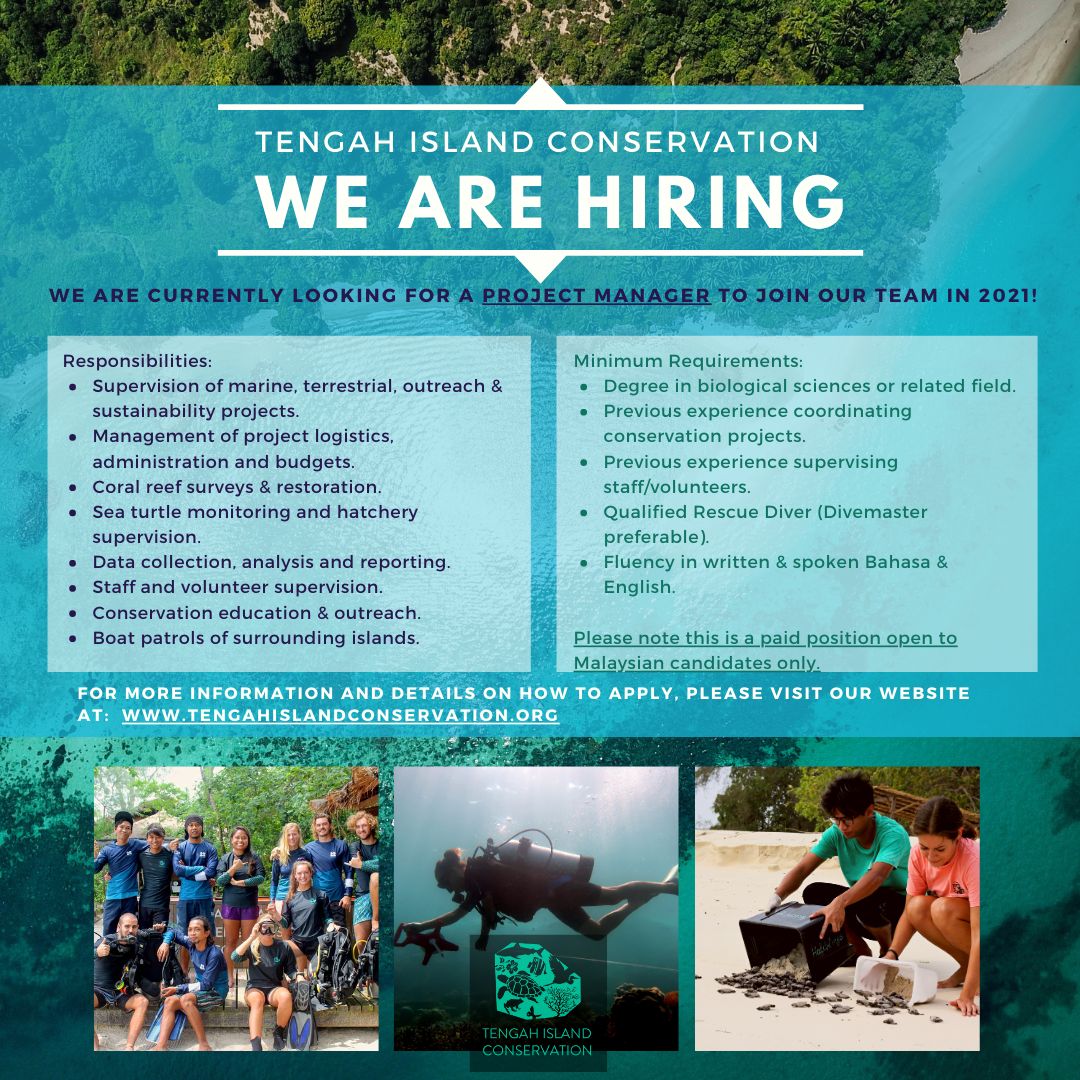 TENGAH ISLAND CONSERVATION
WE ARE HIRING
WE ARE CURRENTLY LOOKING FOR A PROJECT MANAGER TO JOIN OUR TEAM IN 2021!
Responsibilities:
• Supervision of marine, terrestrial, outreach &
sustainability projects.
• Management of project logistics,
administration and budgets.
• Coral reef surveys & restoration.
• Sea turtle monitoring and hatchery
supervision.
• Data collection, analysis and reporting.
• Staff and volunteer supervision.
• Conservation education & outreach.
• Boat patrols of surrounding islands.
Minimum Requirements:
• Degree in biological sciences or related field.
• Previous experience coordinating
conservation projects.
• Previous experience supervising
staff/volunteers.
• Qualified Rescue Diver (Divemaster
preferable).
• Fluency in written & spoken Bahasa &
English.
Please note this is a paid position open to
Malaysian candidates only.
FOR MORE INFORMATION AND DETAILS ON HOW TO APPLY, PLEASE VISIT OUR WEBSITE
AT: WWW.TENGAHISLANDCONSERVATION.ORG
TENGAH ISLAND
CONSERVATION